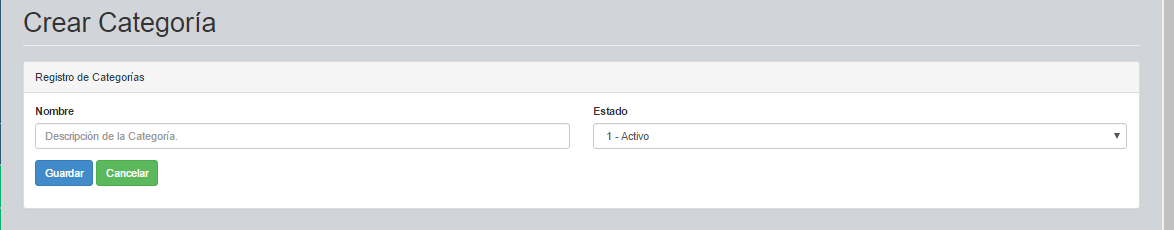 Crear Categoría
Registro de Categorías
Nombre
Estado
Descripción de la Categoría.
1 - Activo
Guardar Cancelar